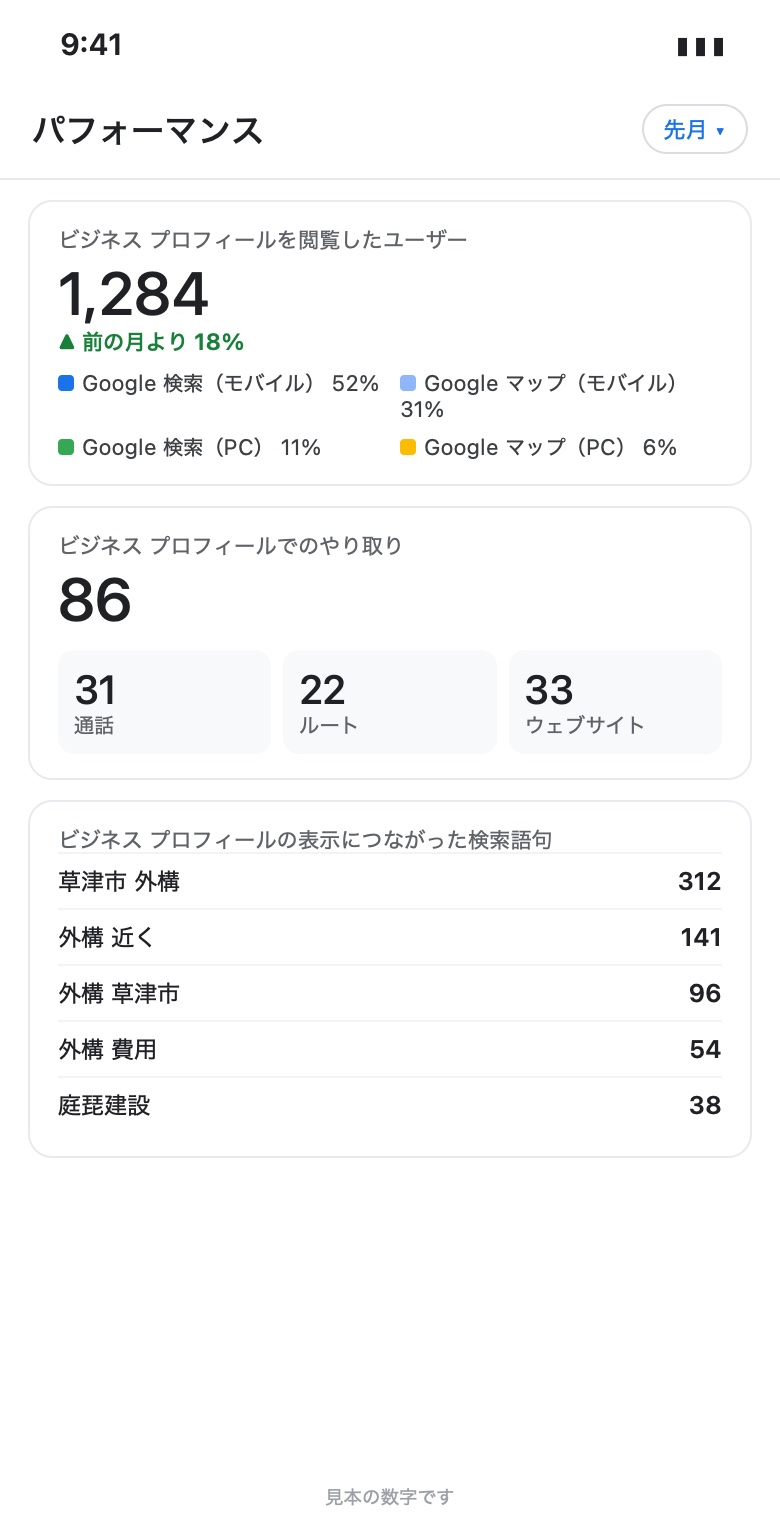 9:41
パフォーマンス
先月 ▾
ビジネス プロフィールを閲覧したユーザー
1,284
▲ 前の月より 18%
Google 検索（モバイル） 52%
Google マップ（モバイル） 31%
Google 検索（PC） 11%
Google マップ（PC） 6%
ビジネス プロフィールでのやり取り
86
31
通話
22
ルート
33
ウェブサイト
ビジネス プロフィールの表示につながった検索語句
草津市 外構 312
外構 近く 141
外構 草津市 96
外構 費用 54
庭琵建設 38
見本の数字です